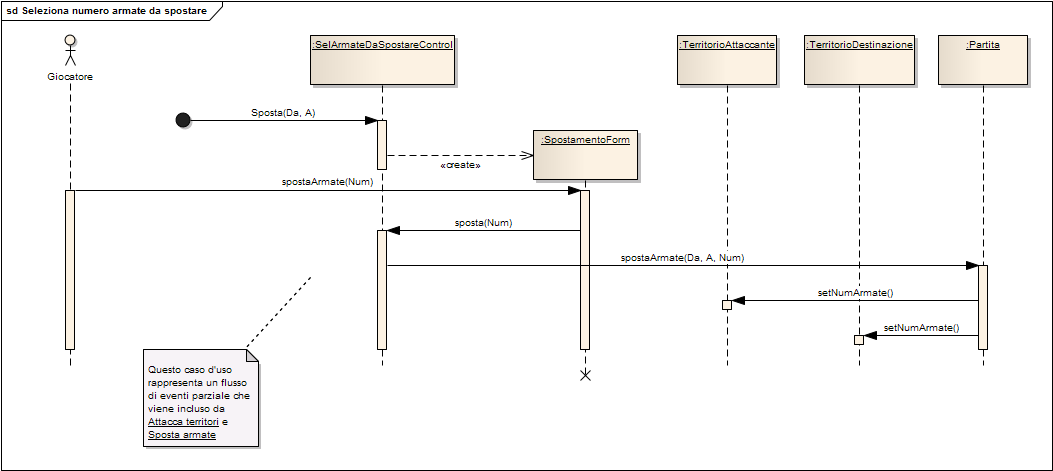 sd Seleziona numero armate da spostare
Giocatore
:SelArmateDaSpostareControl
:TerritorioAttaccante
:TerritorioDestinazione
:Partita
Sposta(Da, A)
:SpostamentoForm
«create»
spostaArmate(Num)
sposta(Num)
spostaArmate(Da, A, Num)
setNumArmate()
setNumArmate()
Questo caso d'uso
rappresenta un flusso
di eventi parziale che
viene incluso da
Attacca territori e
Sposta armate